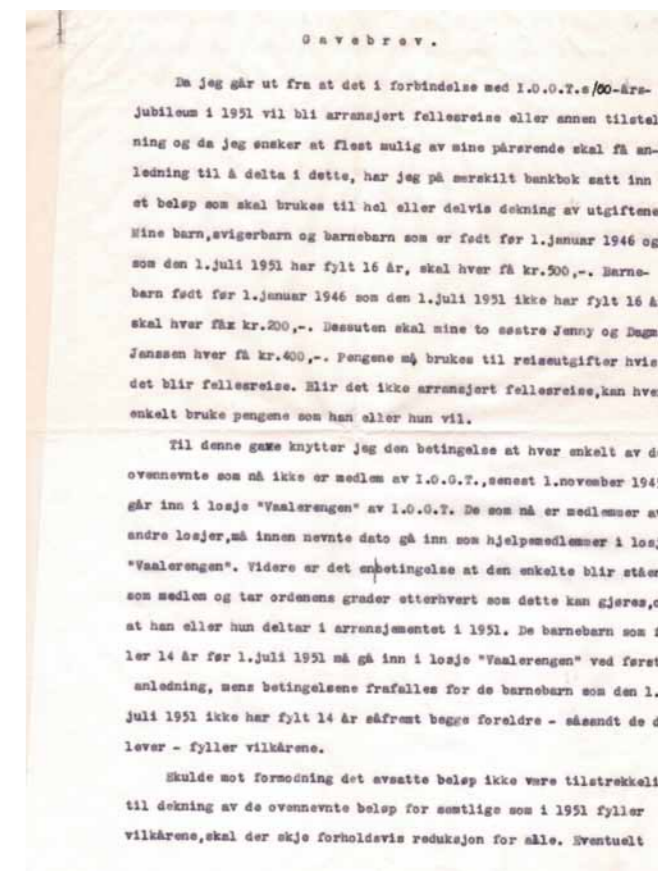 Gavebrev.
Da jeg går ut fra at det i forbindelse med I.O.G.T.s 100-års-
jubileum i 1951 vil bli arransjert fellesreise eller annen tilstel
ning og da jeg ønsker at flest mulig av mine pårørende skal få an-
ledning til å delta i dette, har jeg på særskilt bankbok satt inn
et beløp som skal brukes til hel eller delvis dekning av utgiftene
Mine barn,svigerbarn og barnebarn som er født før 1.januar 1946 og
som den 1.juli 1951 har fylt 16 år, skal hver få kr.500,-. Barne-
barn født før 1.januar 1946 som den 1.juli 1951 ikke har fylt 16 å
skal hver fåx kr.200,-. Dessuten skal mine to søstre Jenny og Dagm
Janssen hver få kr.400,-. Pengene må brukes til reiseutgifter hvis
det blir fellesreise. Blir det ikke arransjert fellesreise,kan hve
enkelt bruke pengene som han eller hun vil.
Til denne gave knytter jeg den betingelse at hver enkelt av d
ovennevnte som nå ikke er medlem av I.O.G.T.,senest 1.november 194
går inn i losje "Vaalerengen" av I.O.G.T. De som nå er medlemmer av
andre losjer,må innen nevnte dato gå inn som hjelpemedlemmer i losj
"Vaalerengen". Videre er det enbetingelse at den enkelte blir ståen
som medlem og tar ordenens grader etterhvert som dette kan gjøres,o
at han eller hun deltar i arransjementet i 1951. De barnebarn som f
ler 14 år før 1.juli 1951 må gå inn i losje "Vaalerengen" ved først
anledning, mens betingelsene frafalles for de barnebarn som den 1.
juli 1951 ikke har fylt 14 år såfremt begge foreldre - såsandt de d
lever - fyller vilkårene.
Skulde mot formodning det avsatte beløp ikke være tilstrekkeli
til dekning av de ovennevnte beløp for samtlige som i 1951 fyller
vilkårene,skal der skje forholdsvis reduksjon for alle. Eventuelt